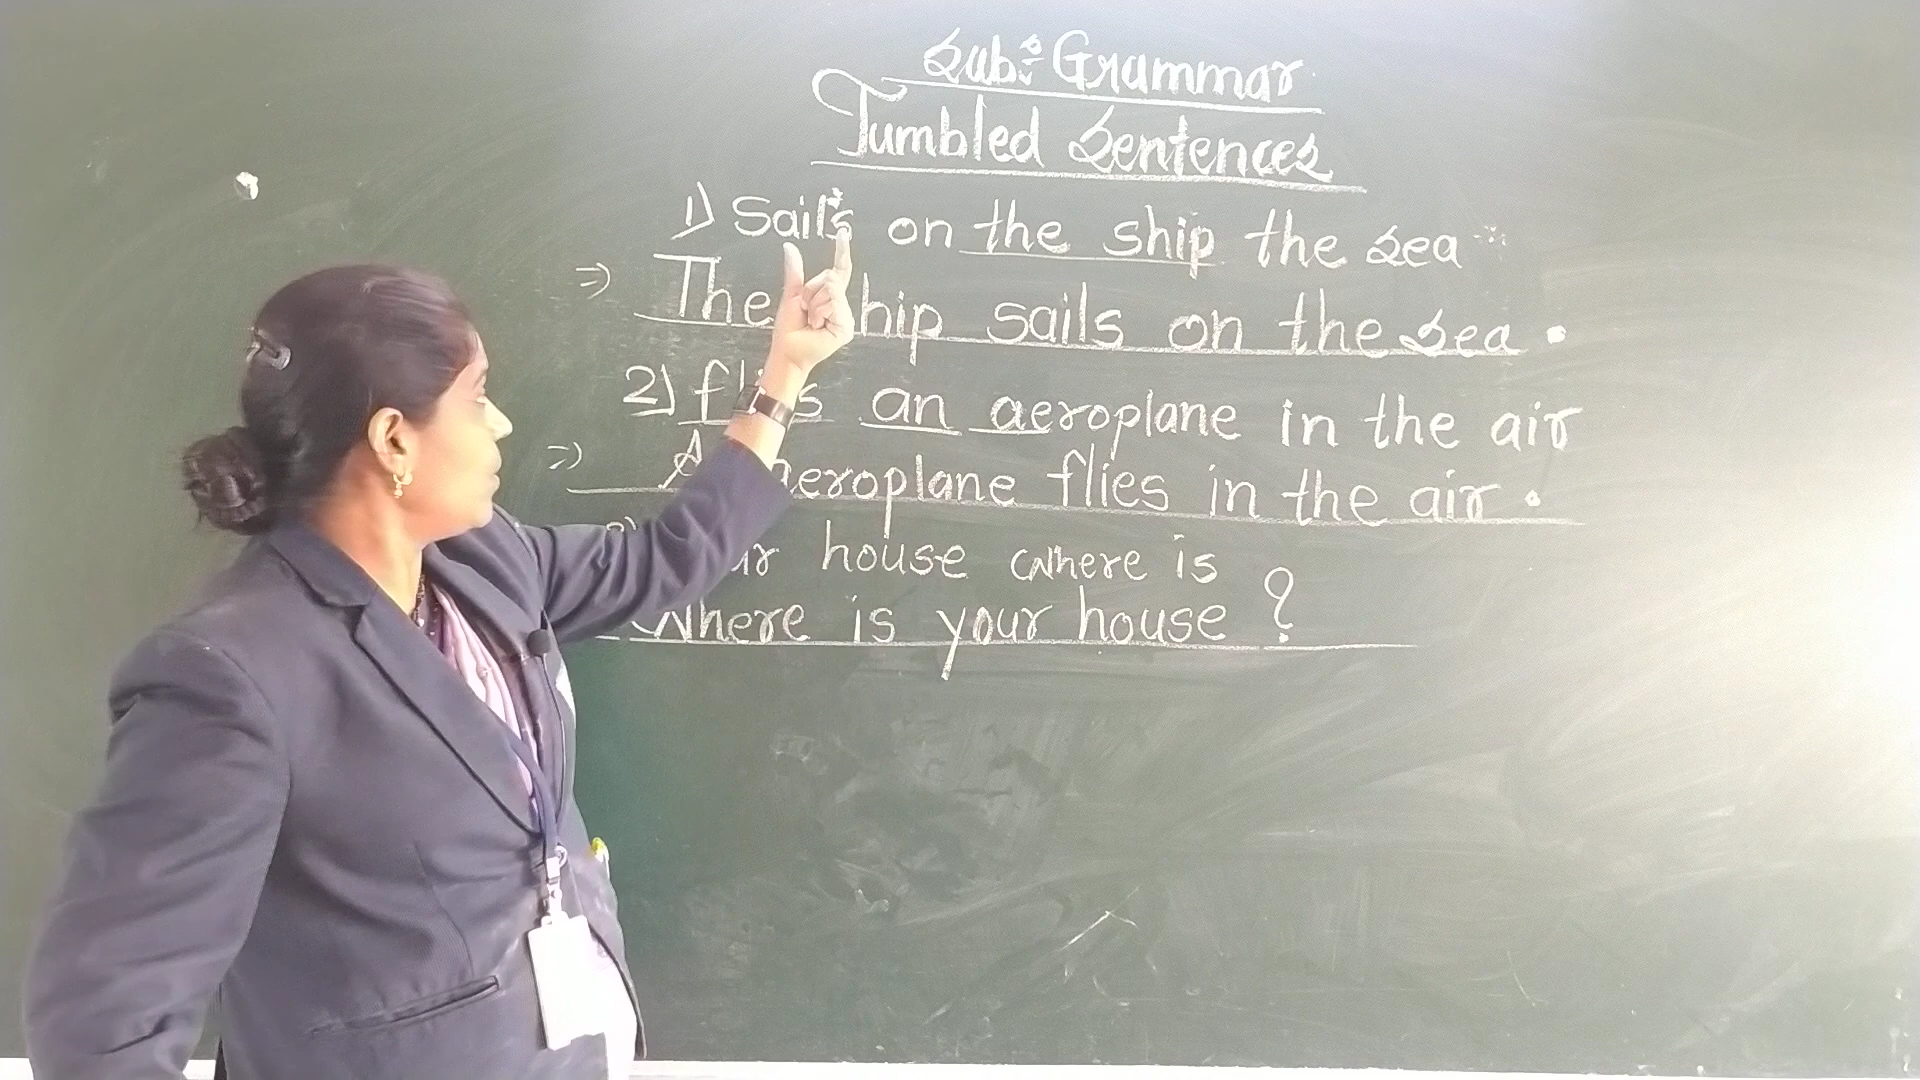 Sub:- Grammar
Jumbled Sentences
1) Sails on the ship the sea
=> The ship sails on the sea.
2) flies an aeroplane in the air
=> aeroplane flies in the air.
house where is
Where is your house ?